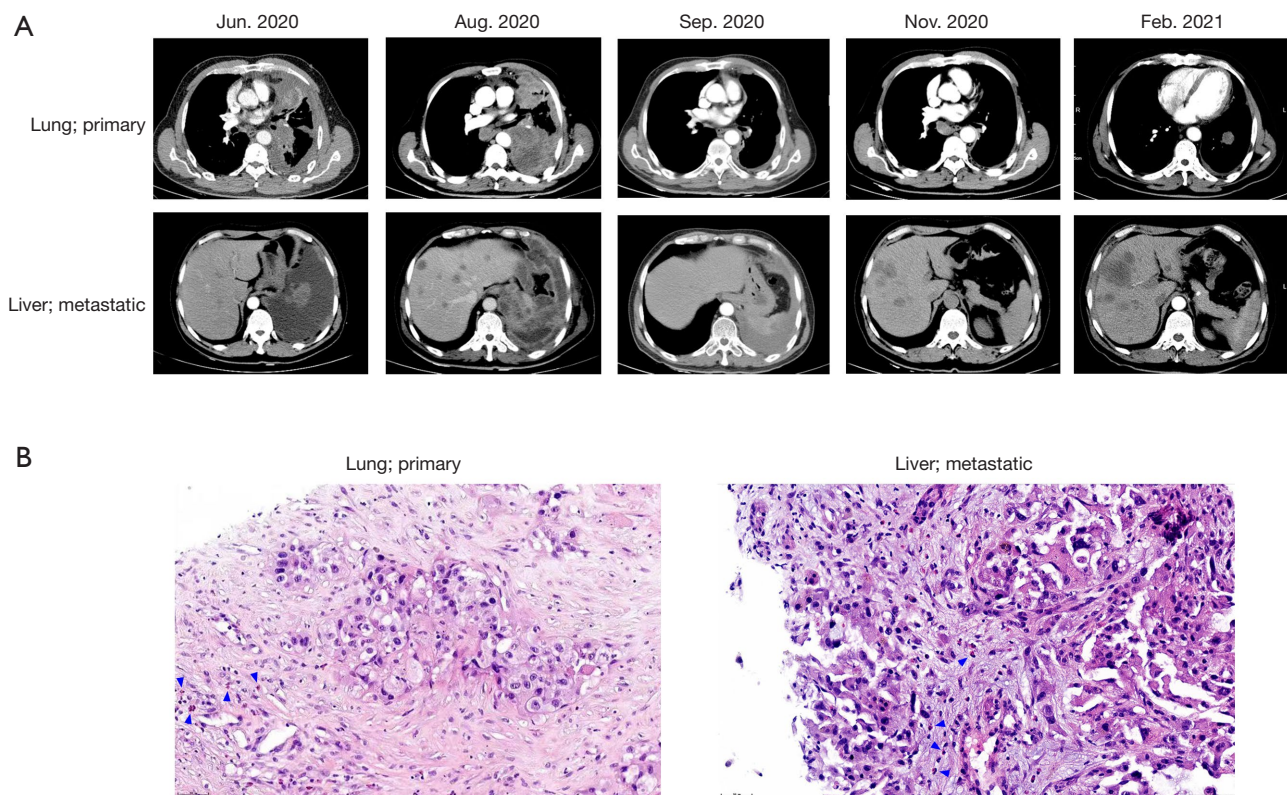 A
Jun. 2020
Aug. 2020
Sep. 2020
Nov. 2020
Feb. 2021
Lung; primary
Liver; metastatic
B
Lung; primary
Liver; metastatic